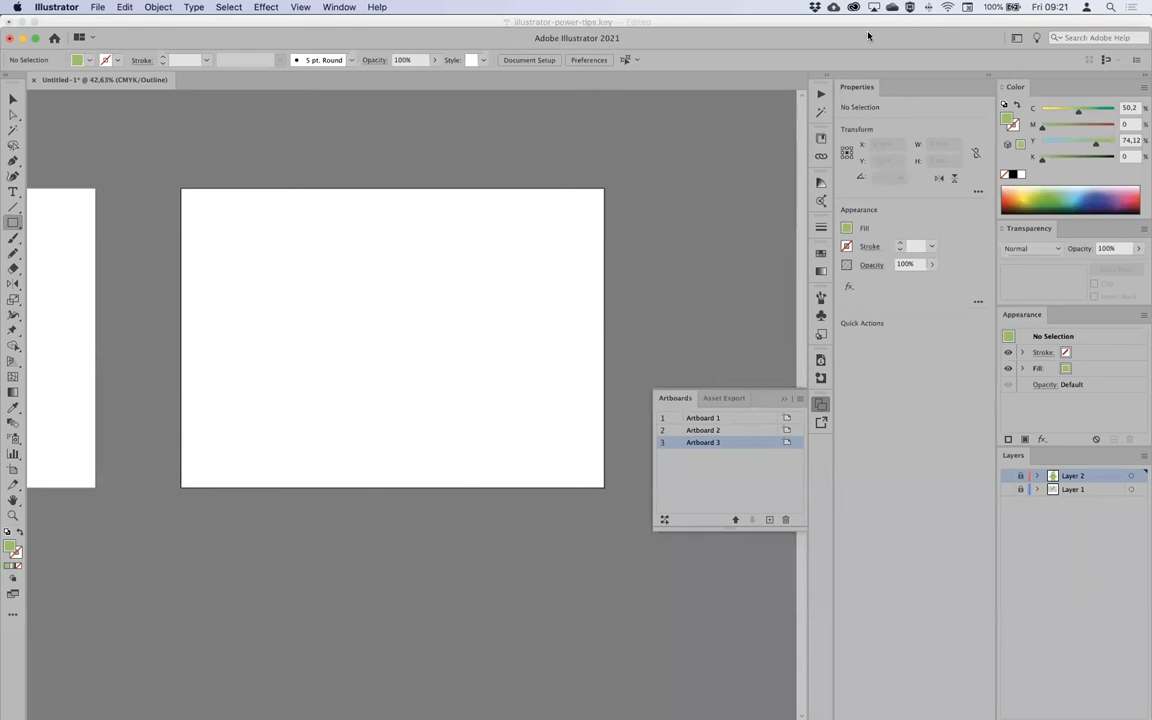 Illustrator File Edit Object Type Select Effect View Window Help 100% Fri 09:21
illustrator-power-tips.key — Edited
Adobe Illustrator 2021 Search Adobe Help
No Selection Stroke: 5 pt. Round Opacity: 100% Style: Document Setup Preferences
Untitled-1* @ 42,63% (CMYK/Outline)
Properties
No Selection
Transform
X: W:
Y: H:
Appearance
Fill
Stroke
Opacity 100%
fx.
Quick Actions
Color
C 50,2 %
M 0 %
Y 74,12 %
K 0 %
Transparency
Normal Opacity: 100%
Clip
Invert Mask
Appearance
No Selection
Stroke:
Fill:
Opacity: Default
fx.
Layers
Layer 2
Layer 1
Artboards Asset Export
1 Artboard 1
2 Artboard 2
3 Artboard 3